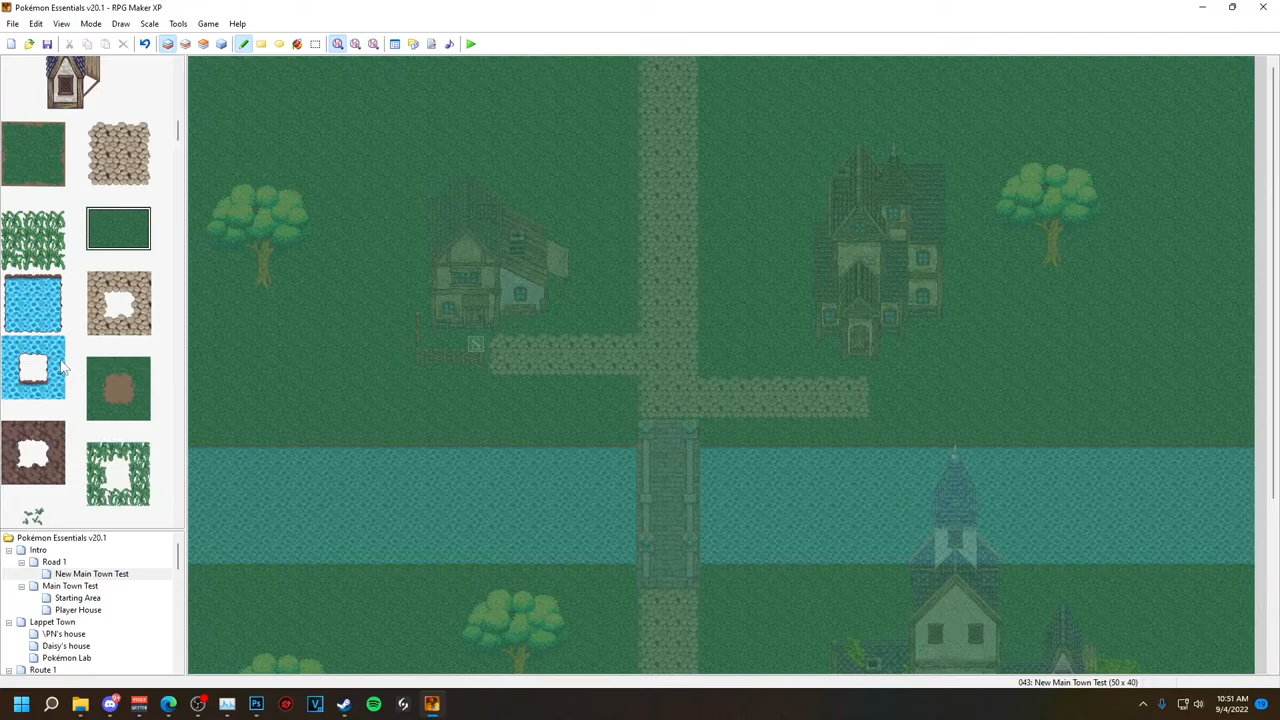 Pokémon Essentials v20.1 - RPG Maker XP
File Edit View Mode Draw Scale Tools Game Help
S
Pokémon Essentials v20.1
Intro
Road 1
New Main Town Test
Main Town Test
Starting Area
Player House
Lappet Town
\PN's house
Daisy's house
Pokémon Lab
Route 1
043: New Main Town Test (50 x 40)
10:51 AM
9/4/2022